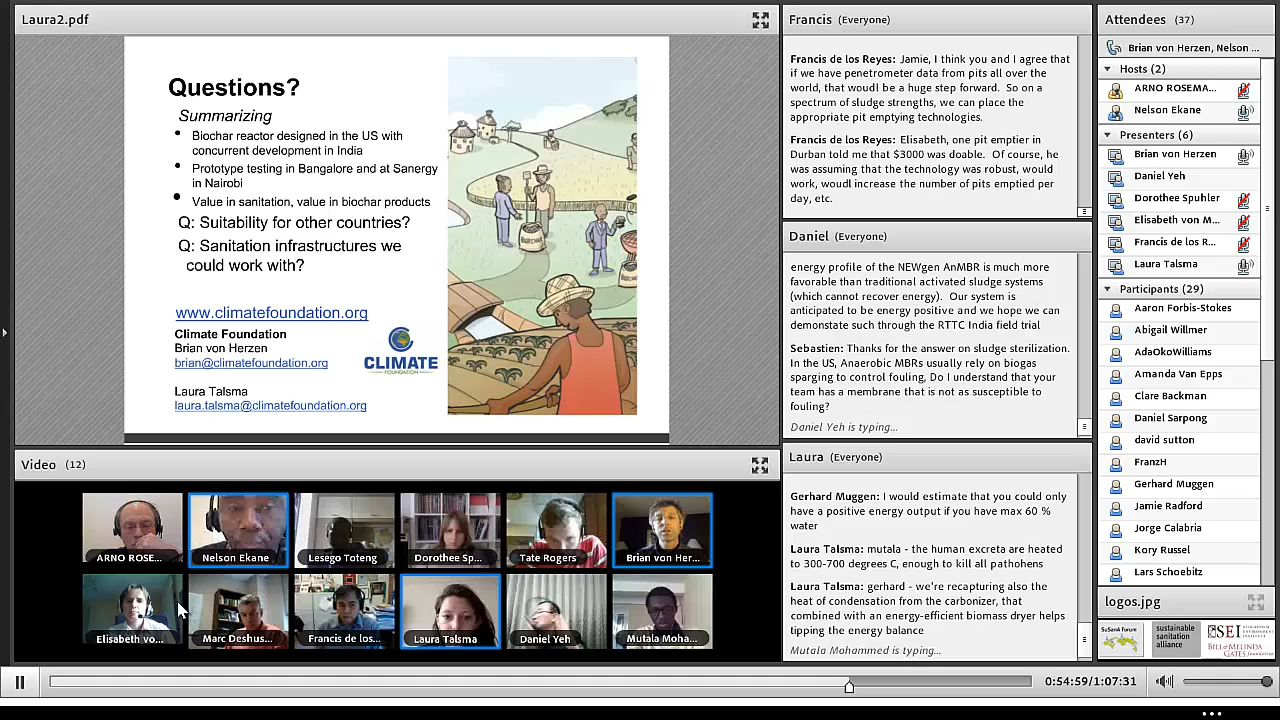 Laura2.pdf
Questions?
Summarizing
• Biochar reactor designed in the US with
concurrent development in India
• Prototype testing in Bangalore and at Sanergy
in Nairobi
• Value in sanitation, value in biochar products
Q: Suitability for other countries?
Q: Sanitation infrastructures we
could work with?
www.climatefoundation.org
Climate Foundation
Brian von Herzen
brian@climatefoundation.org
CLIMATE
FOUNDATION
Laura Talsma
laura.talsma@climatefoundation.org
BIOCHAR
Video (12)
ARNO ROSE...
Nelson Ekane
Lesego Toteng
Dorothee Sp...
Tate Rogers
Brian von Her...
Elisabeth vo...
Marc Deshus...
Francis de los...
Laura Talsma
Daniel Yeh
Mutala Moha...
Francis (Everyone)
Francis de los Reyes: Jamie, I think you and I agree that
if we have penetrometer data from pits all over the
world, that woudl be a huge step forward. So on a
spectrum of sludge strengths, we can place the
appropriate pit emptying technologies.
Francis de los Reyes: Elisabeth, one pit emptier in
Durban told me that $3000 was doable. Of course, he
was assuming that the technology was robust, would
work, woudl increase the number of pits emptied per
day, etc.
Daniel (Everyone)
energy profile of the NEWgen AnMBR is much more
favorable than traditional activated sludge systems
(which cannot recover energy). Our system is
anticipated to be energy positive and we hope we can
demonstate such through the RTTC India field trial
Sebastien: Thanks for the answer on sludge sterilization.
In the US, Anaerobic MBRs usually rely on biogas
sparging to control fouling, Do I understand that your
team has a membrane that is not as susceptible to
fouling?
Daniel Yeh is typing...
Laura (Everyone)
Gerhard Muggen: I would estimate that you could only
have a positive energy output if you have max 60 %
water
Laura Talsma: mutala - the human excreta are heated
to 300-700 degrees C, enough to kill all pathohens
Laura Talsma: gerhard - we're recapturing also the
heat of condensation from the carbonizer, that
combined with an energy-efficient biomass dryer helps
tipping the energy balance
Mutala Mohammed is typing...
Attendees (37)
Brian von Herzen, Nelson ...
Hosts (2)
ARNO ROSEMA...
Nelson Ekane
Presenters (6)
Brian von Herzen
Daniel Yeh
Dorothee Spuhler
Elisabeth von M...
Francis de los R...
Laura Talsma
Participants (29)
Aaron Forbis-Stokes
Abigail Willmer
AdaOkoWilliams
Amanda Van Epps
Clare Backman
Daniel Sarpong
david sutton
FranzH
Gerhard Muggen
Jamie Radford
Jorge Calabria
Kory Russel
Lars Schoebitz
logos.jpg
SuSanA Forum
sustainable
sanitation
alliance
SEI
STOCKHOLM
ENVIRONMENT
INSTITUTE
BILL & MELINDA
GATES foundation
0:54:59/1:07:31